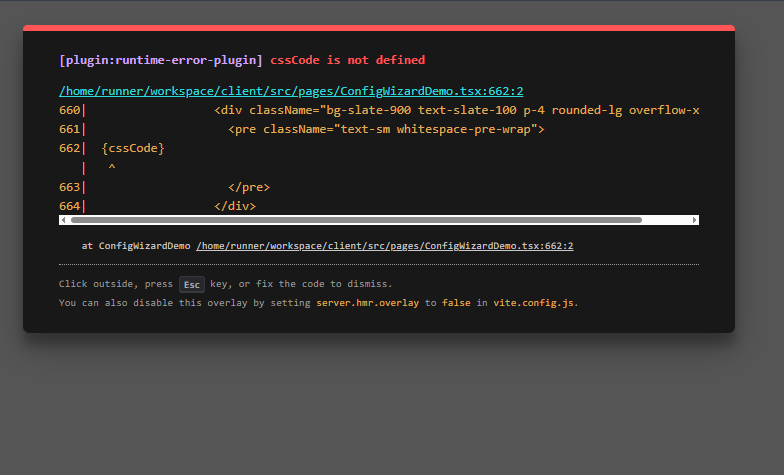 [plugin:runtime-error-plugin] cssCode is not defined
/home/runner/workspace/client/src/pages/ConfigWizardDemo.tsx:662:2
660| <div className="bg-slate-900 text-slate-100 p-4 rounded-lg overflow-x
661| <pre className="text-sm whitespace-pre-wrap">
662| {cssCode}
| ^
663| </pre>
664| </div>
at ConfigWizardDemo /home/runner/workspace/client/src/pages/ConfigWizardDemo.tsx:662:2
Click outside, press Esc key, or fix the code to dismiss.
You can also disable this overlay by setting server.hmr.overlay to false in vite.config.js.